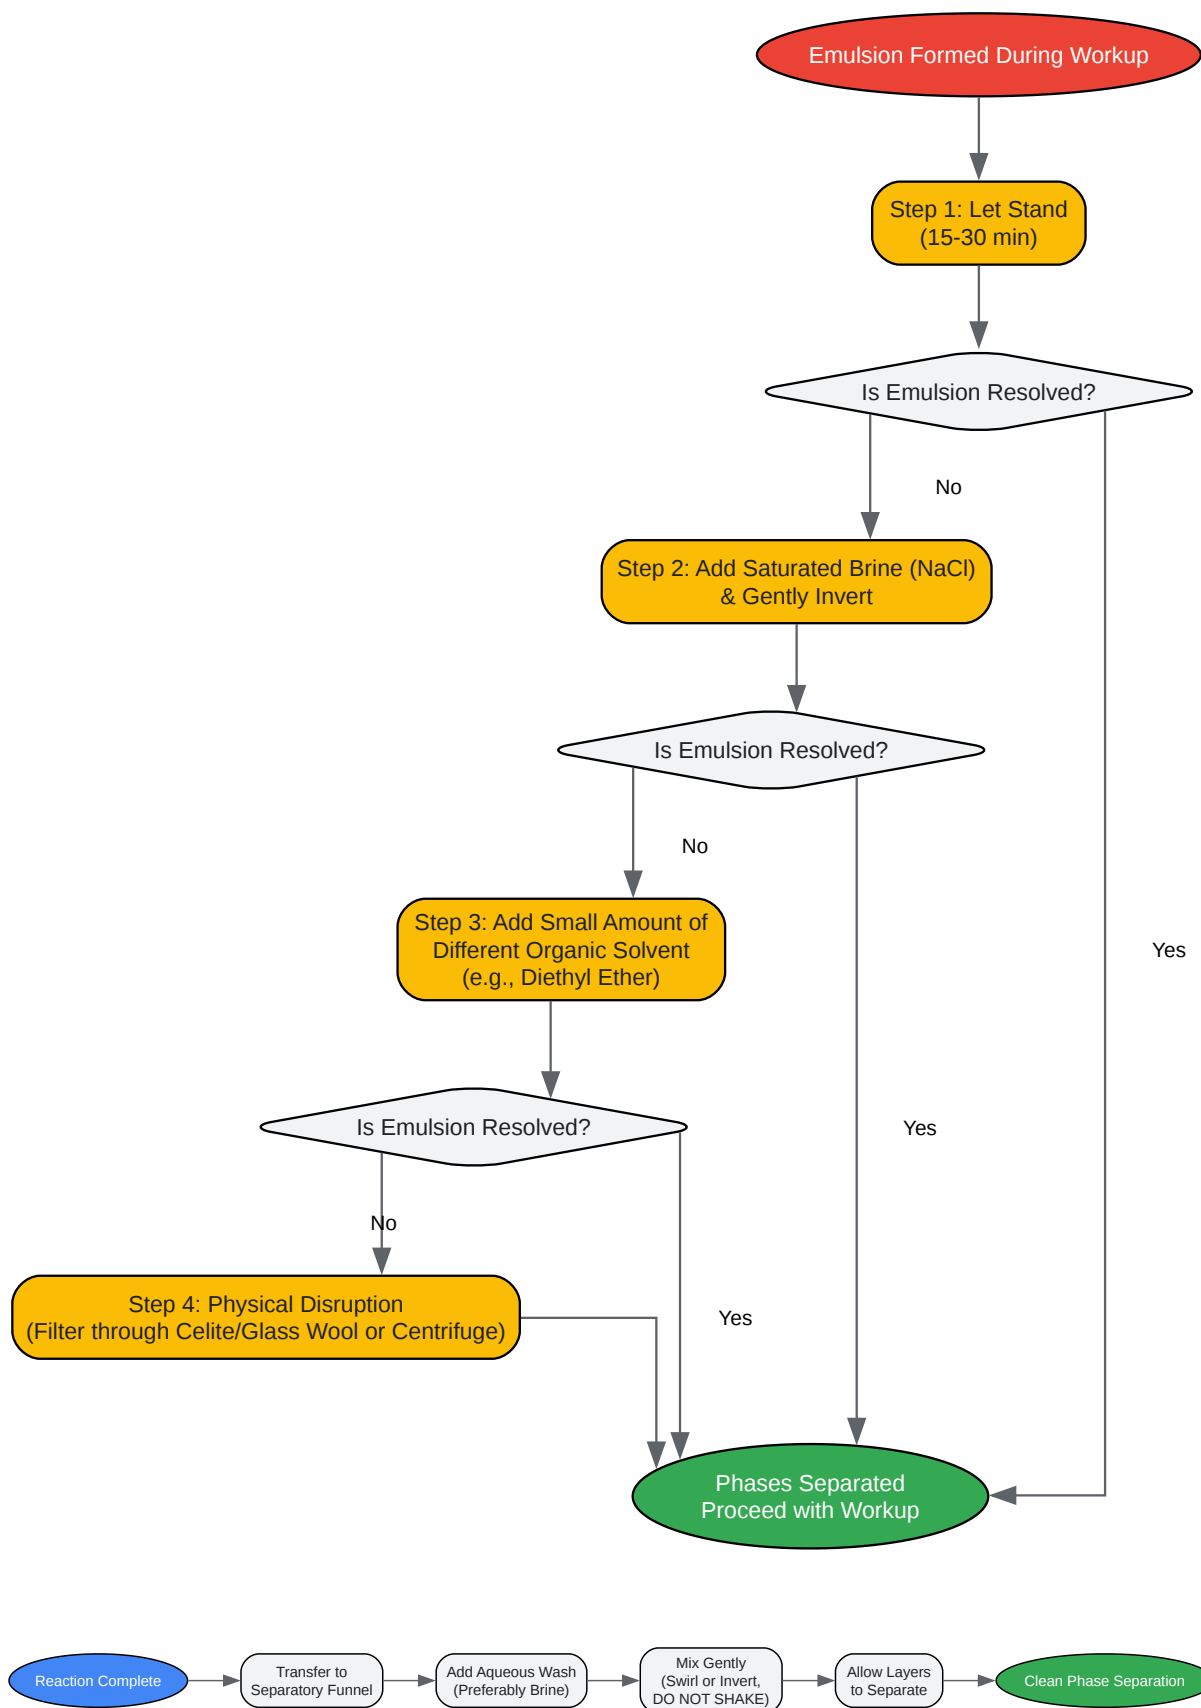 Emulsion Formed During Workup
Step 1: Let Stand
(15-30 min)
Is Emulsion Resolved?
No
Step 2: Add Saturated Brine (NaCl)
& Gently Invert
Is Emulsion Resolved?
No
Step 3: Add Small Amount of
Different Organic Solvent
(e.g., Diethyl Ether)
Yes
Is Emulsion Resolved?
Yes
No
Step 4: Physical Disruption
(Filter through Celite/Glass Wool or Centrifuge)
Yes
Phases Separated
Proceed with Workup
Reaction Complete
Transfer to
Separatory Funnel
Add Aqueous Wash
(Preferably Brine)
Mix Gently
(Swirl or Invert,
DO NOT SHAKE)
Allow Layers
to Separate
Clean Phase Separation